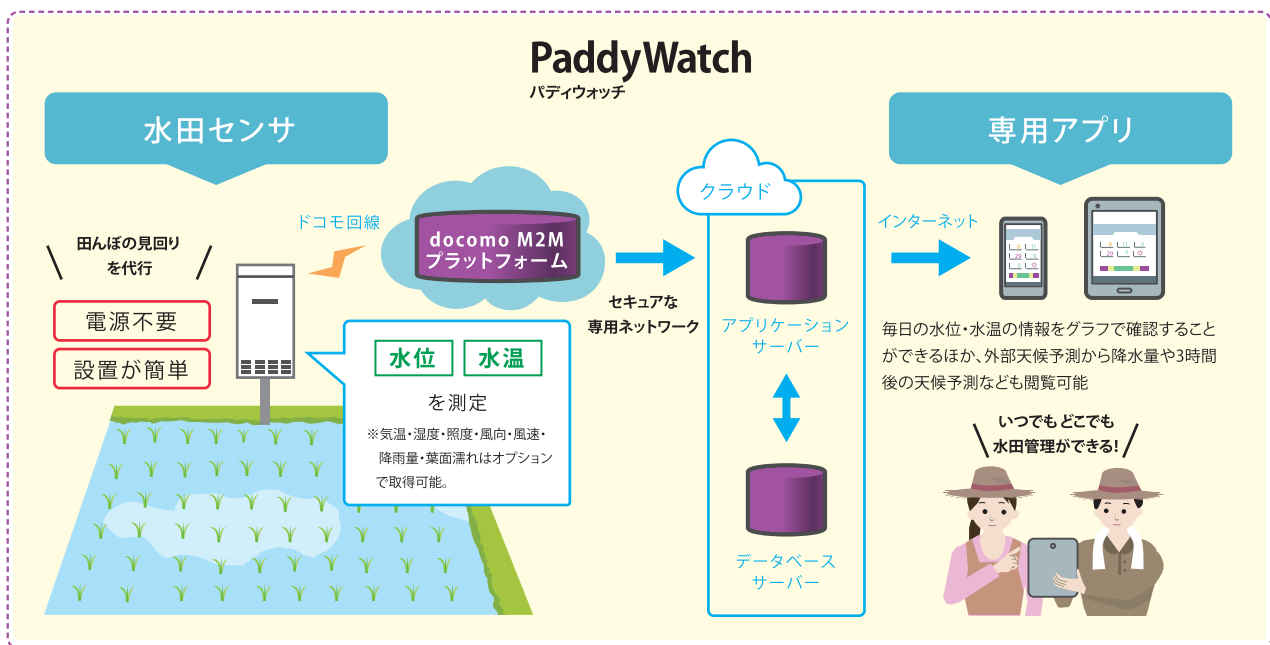 PaddyWatch
パディウォッチ
水田センサ
田んぼの見回り
を代行
電源不要
設置が簡単
ドコモ回線
docomo M2M
プラットフォーム
水位 水温
を測定
※気温・湿度・照度・風向・風速・
降雨量・葉面濡れはオプション
で取得可能。
セキュアな
専用ネットワーク
クラウド
アプリケーション
サーバー
データベース
サーバー
インターネット
専用アプリ
毎日の水位・水温の情報をグラフで確認すること
ができるほか、外部天候予測から降水量や3時間
後の天候予測なども閲覧可能
いつでも どこでも
水田管理ができる!